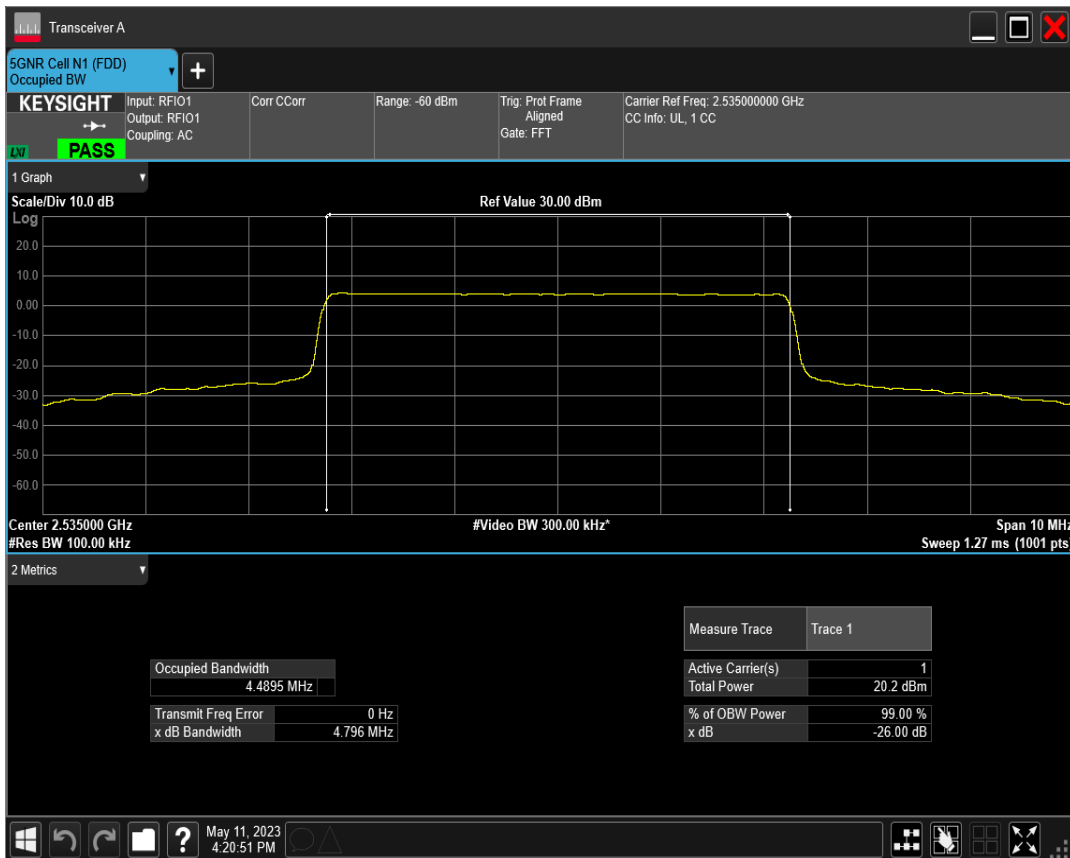 Transceiver A
5GNR Cell N1 (FDD)
Occupied BW
+
KEYSIGHT
LXI
PASS
Input: RFIO1
Output: RFIO1
Coupling: AC
Corr CCorr
Range: -60 dBm
Trig: Prot Frame
Aligned
Gate: FFT
Carrier Ref Freq: 2.535000000 GHz
CC Info: UL, 1 CC
1 Graph
Scale/Div 10.0 dB
Ref Value 30.00 dBm
Log
20.0
10.0
0.00
-10.0
-20.0
-30.0
-40.0
-50.0
-60.0
Center 2.535000 GHz
#Video BW 300.00 kHz*
Span 10 MHz
#Res BW 100.00 kHz
Sweep 1.27 ms (1001 pts)
2 Metrics
Measure Trace Trace 1
Occupied Bandwidth
4.4895 MHz
Active Carrier(s) 1
Total Power 20.2 dBm
Transmit Freq Error 0 Hz
x dB Bandwidth 4.796 MHz
% of OBW Power 99.00 %
x dB -26.00 dB
?
May 11, 2023
4:20:51 PM